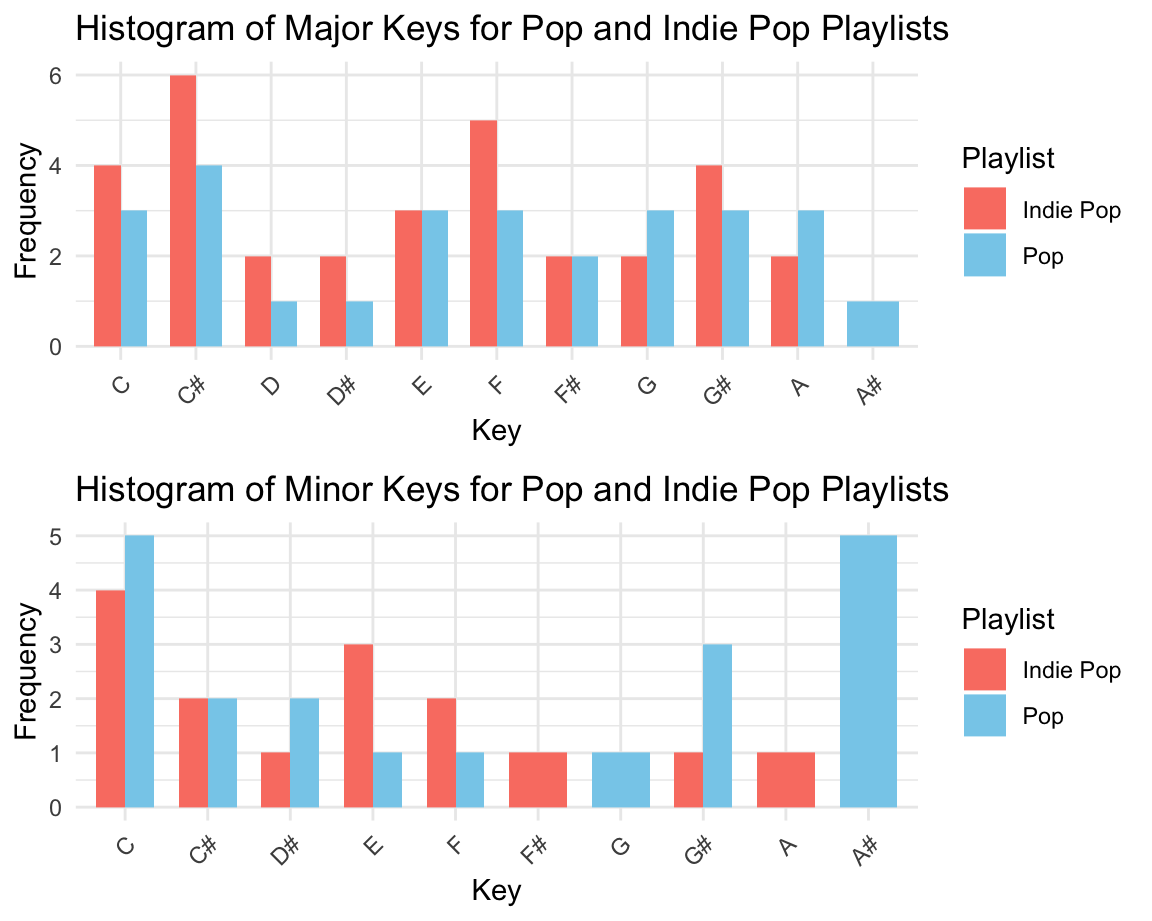 Histogram of Major Keys for Pop and Indie Pop Playlists
Frequency
6
4
2
0
C C# D D# E F F# G G# A A#
Key
Playlist
Indie Pop
Pop
Histogram of Minor Keys for Pop and Indie Pop Playlists
Frequency
5
4
3
2
1
0
C C# D# E F F# G G# A A#
Key
Playlist
Indie Pop
Pop